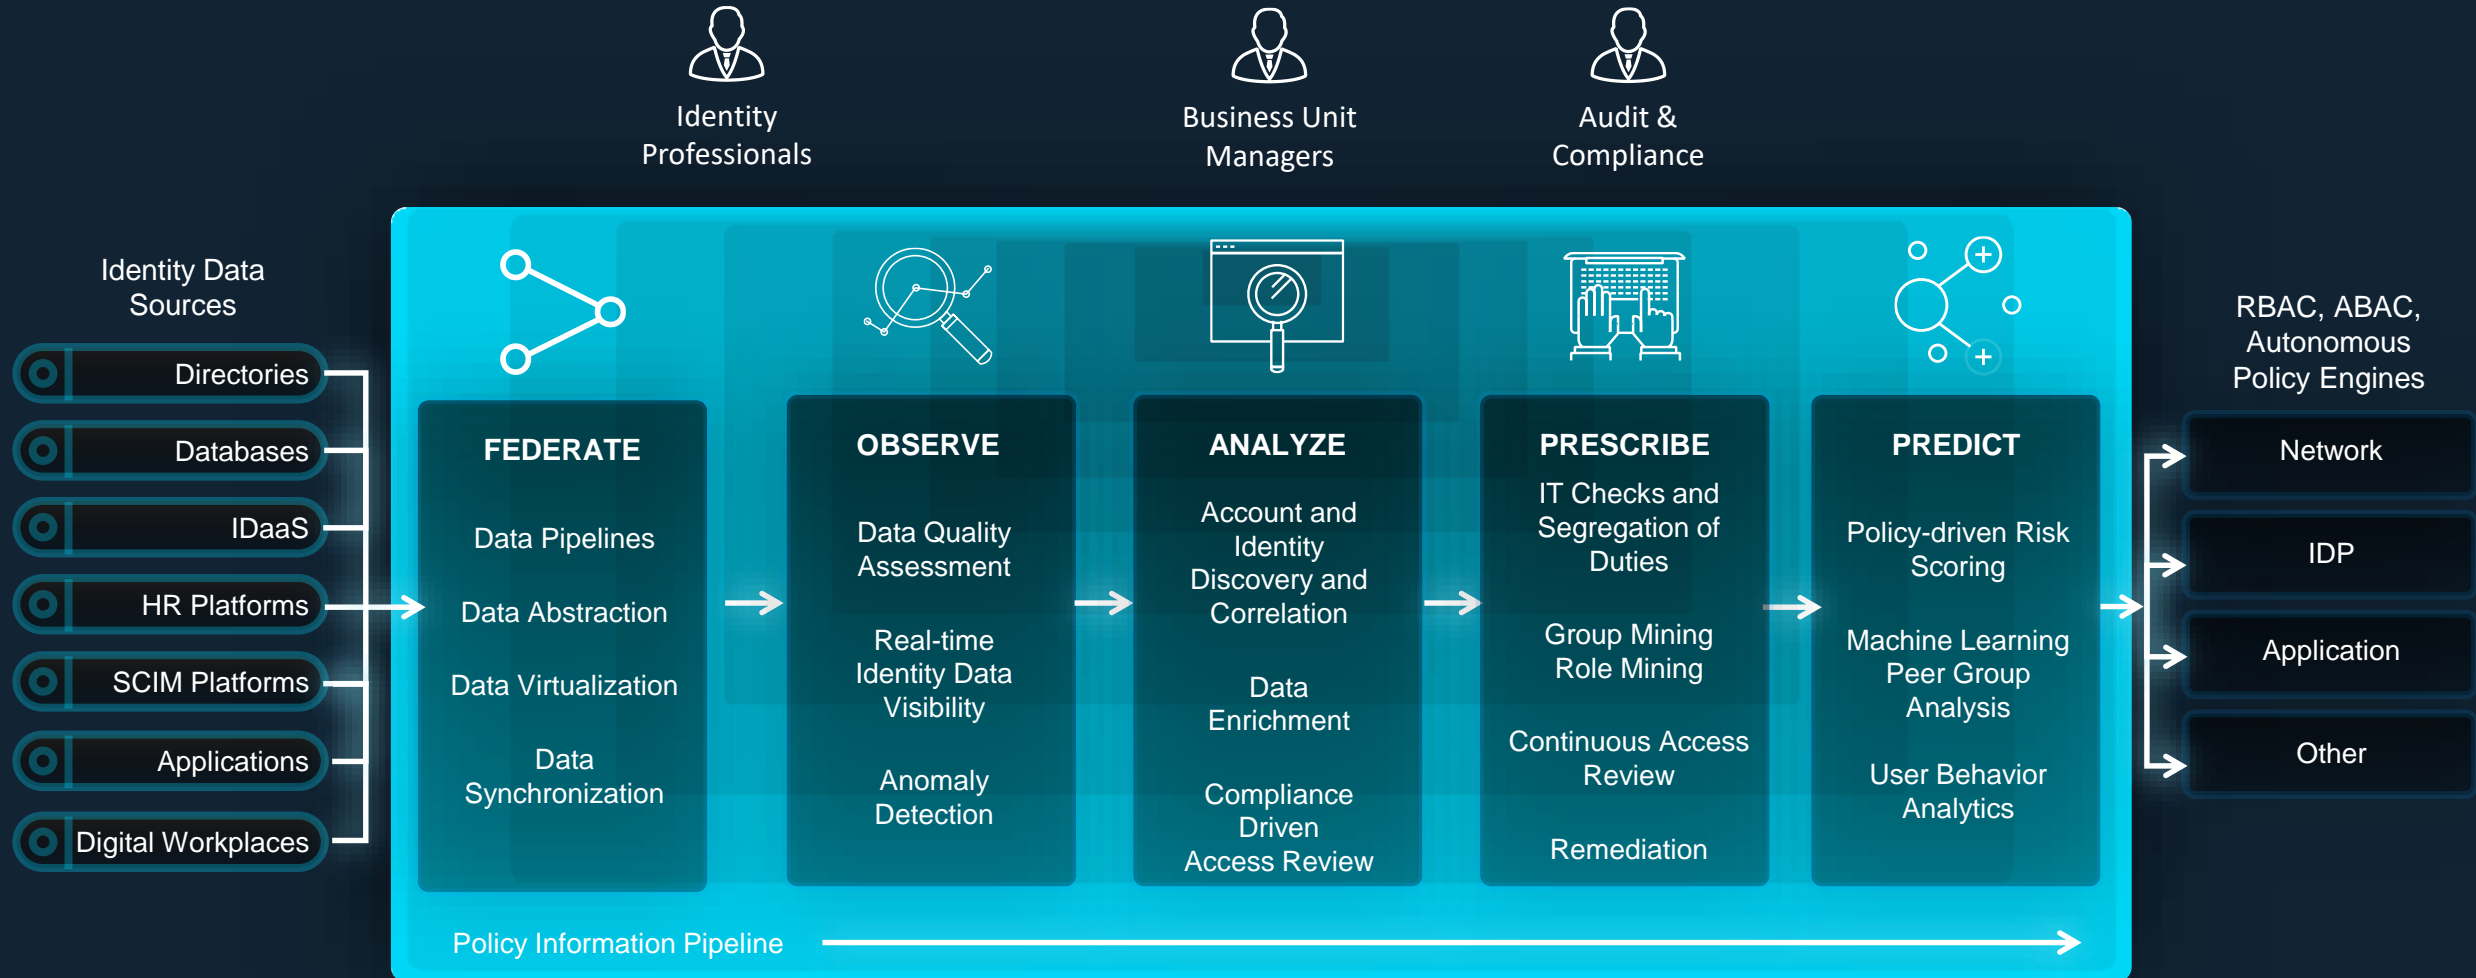 Identity
Professionals
Business Unit
Managers
Audit &
Compliance
Identity Data
Sources
Directories
Databases
IDaaS
HR Platforms
SCIM Platforms
Applications
Digital Workplaces
FEDERATE
Data Pipelines
Data Abstraction
Data Virtualization
Data
Synchronization
OBSERVE
Data Quality
Assessment
Real-time
Identity Data
Visibility
Anomaly
Detection
ANALYZE
Account and
Identity
Discovery and
Correlation
Data
Enrichment
Compliance
Driven
Access Review
PRESCRIBE
IT Checks and
Segregation of
Duties
Group Mining
Role Mining
Continuous Access
Review
Remediation
PREDICT
Policy-driven Risk
Scoring
Machine Learning
Peer Group
Analysis
User Behavior
Analytics
RBAC, ABAC,
Autonomous
Policy Engines
Network
IDP
Application
Other
Policy Information Pipeline